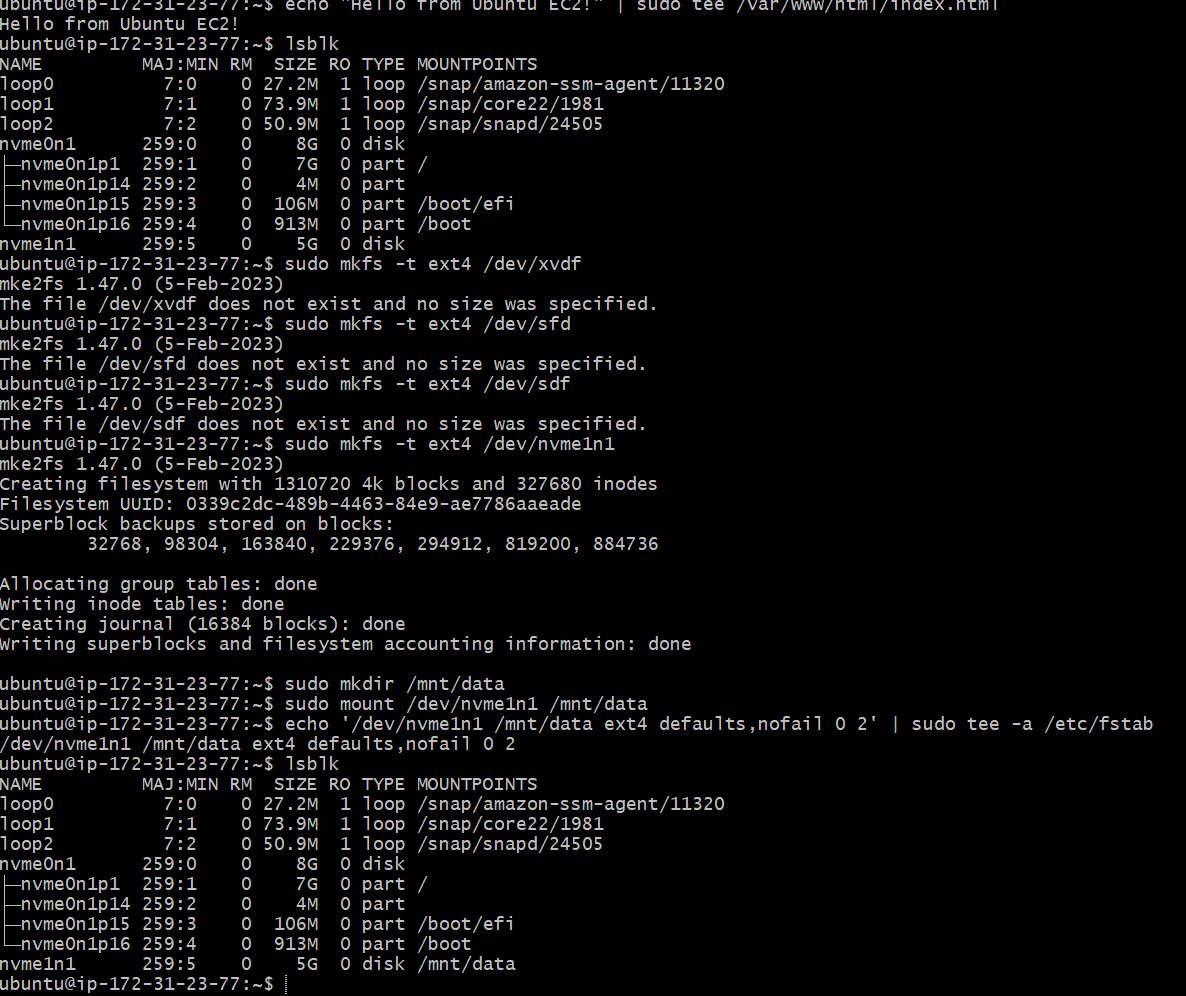 ubuntu@ip-172-31-23-77:~$ echo "Hello from Ubuntu EC2!" | sudo tee /var/www/html/index.html
Hello from Ubuntu EC2!
ubuntu@ip-172-31-23-77:~$ lsblk
NAME         MAJ:MIN RM  SIZE RO TYPE MOUNTPOINTS
loop0          7:0    0 27.2M  1 loop /snap/amazon-ssm-agent/11320
loop1          7:1    0 73.9M  1 loop /snap/core22/1981
loop2          7:2    0 50.9M  1 loop /snap/snapd/24505
nvme0n1      259:0    0    8G  0 disk
├─nvme0n1p1  259:1    0    7G  0 part /
├─nvme0n1p14 259:2    0    4M  0 part
├─nvme0n1p15 259:3    0  106M  0 part /boot/efi
└─nvme0n1p16 259:4    0  913M  0 part /boot
nvme1n1      259:5    0    5G  0 disk
ubuntu@ip-172-31-23-77:~$ sudo mkfs -t ext4 /dev/xvdf
mke2fs 1.47.0 (5-Feb-2023)
The file /dev/xvdf does not exist and no size was specified.
ubuntu@ip-172-31-23-77:~$ sudo mkfs -t ext4 /dev/sfd
mke2fs 1.47.0 (5-Feb-2023)
The file /dev/sfd does not exist and no size was specified.
ubuntu@ip-172-31-23-77:~$ sudo mkfs -t ext4 /dev/sdf
mke2fs 1.47.0 (5-Feb-2023)
The file /dev/sdf does not exist and no size was specified.
ubuntu@ip-172-31-23-77:~$ sudo mkfs -t ext4 /dev/nvme1n1
mke2fs 1.47.0 (5-Feb-2023)
Creating filesystem with 1310720 4k blocks and 327680 inodes
Filesystem UUID: 0339c2dc-489b-4463-84e9-ae7786aaeade
Superblock backups stored on blocks:
        32768, 98304, 163840, 229376, 294912, 819200, 884736

Allocating group tables: done
Writing inode tables: done
Creating journal (16384 blocks): done
Writing superblocks and filesystem accounting information: done

ubuntu@ip-172-31-23-77:~$ sudo mkdir /mnt/data
ubuntu@ip-172-31-23-77:~$ sudo mount /dev/nvme1n1 /mnt/data
ubuntu@ip-172-31-23-77:~$ echo '/dev/nvme1n1 /mnt/data ext4 defaults,nofail 0 2' | sudo tee -a /etc/fstab
/dev/nvme1n1 /mnt/data ext4 defaults,nofail 0 2
ubuntu@ip-172-31-23-77:~$ lsblk
NAME         MAJ:MIN RM  SIZE RO TYPE MOUNTPOINTS
loop0          7:0    0 27.2M  1 loop /snap/amazon-ssm-agent/11320
loop1          7:1    0 73.9M  1 loop /snap/core22/1981
loop2          7:2    0 50.9M  1 loop /snap/snapd/24505
nvme0n1      259:0    0    8G  0 disk
├─nvme0n1p1  259:1    0    7G  0 part /
├─nvme0n1p14 259:2    0    4M  0 part
├─nvme0n1p15 259:3    0  106M  0 part /boot/efi
└─nvme0n1p16 259:4    0  913M  0 part /boot
nvme1n1      259:5    0    5G  0 disk /mnt/data
ubuntu@ip-172-31-23-77:~$